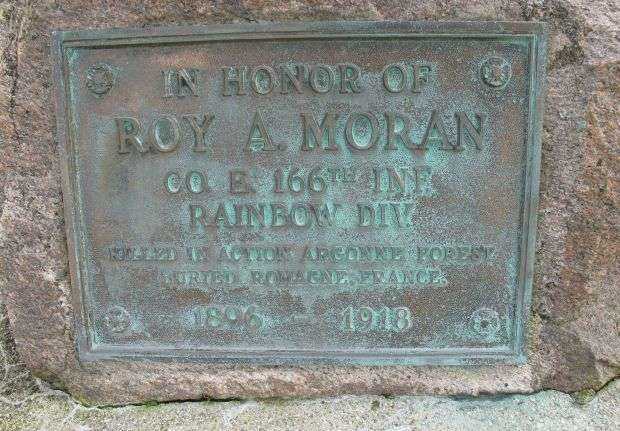 IN HONOR OF
ROY A. MORAN
CO. E. 166TH INF.
RAINBOW DIV.
KILLED IN ACTION ARGONNE FOREST
BURIED ROMAGNE, FRANCE.
1896 - 1918